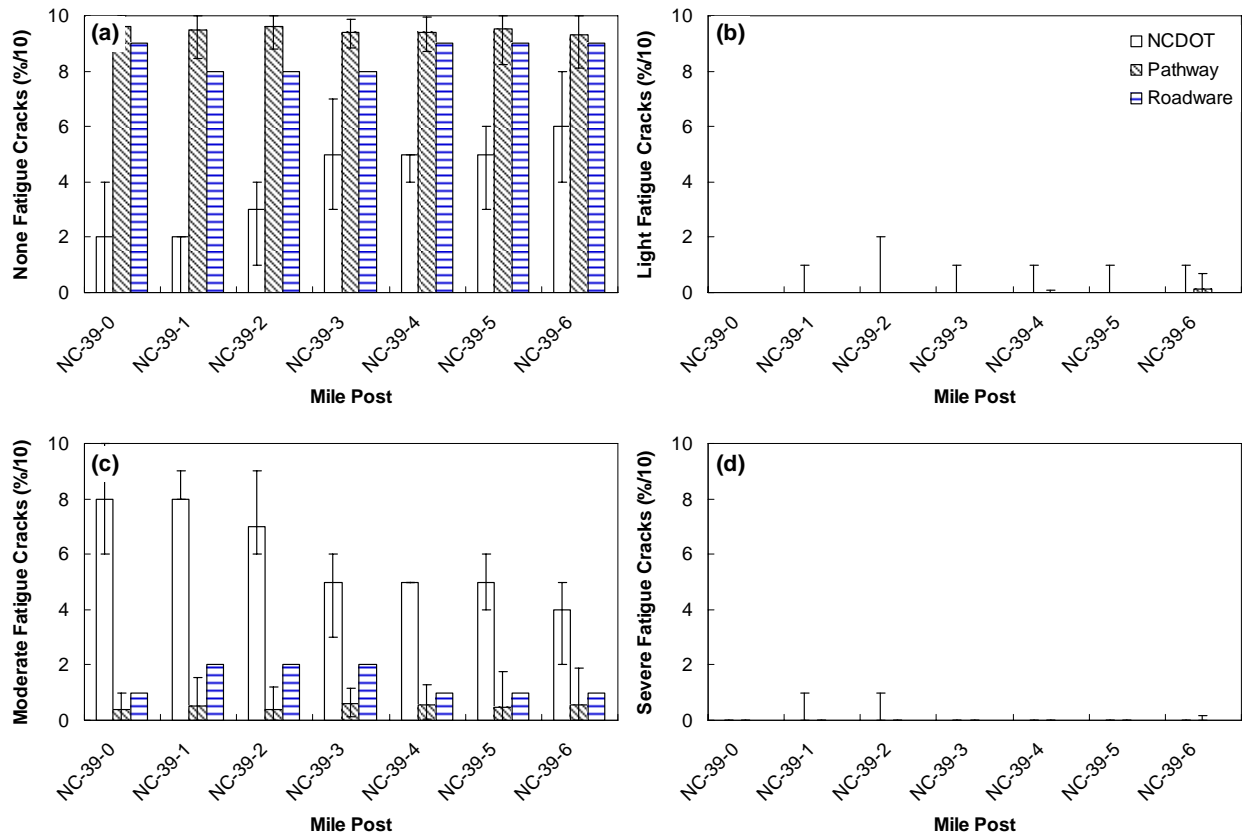 (a)
None Fatigue Cracks (%/10)
10
8
6
4
2
0
NC-39-0
NC-39-1
NC-39-2
NC-39-3
NC-39-4
NC-39-5
NC-39-6
Mile Post
(b)
Light Fatigue Cracks (%/10)
10
8
6
4
2
0
NCDOT
Pathway
Roadware
NC-39-0
NC-39-1
NC-39-2
NC-39-3
NC-39-4
NC-39-5
NC-39-6
Mile Post
(c)
Moderate Fatigue Cracks (%/10)
10
8
6
4
2
0
NC-39-0
NC-39-1
NC-39-2
NC-39-3
NC-39-4
NC-39-5
NC-39-6
Mile Post
(d)
Severe Fatigue Cracks (%/10)
10
8
6
4
2
0
NC-39-0
NC-39-1
NC-39-2
NC-39-3
NC-39-4
NC-39-5
NC-39-6
Mile Post